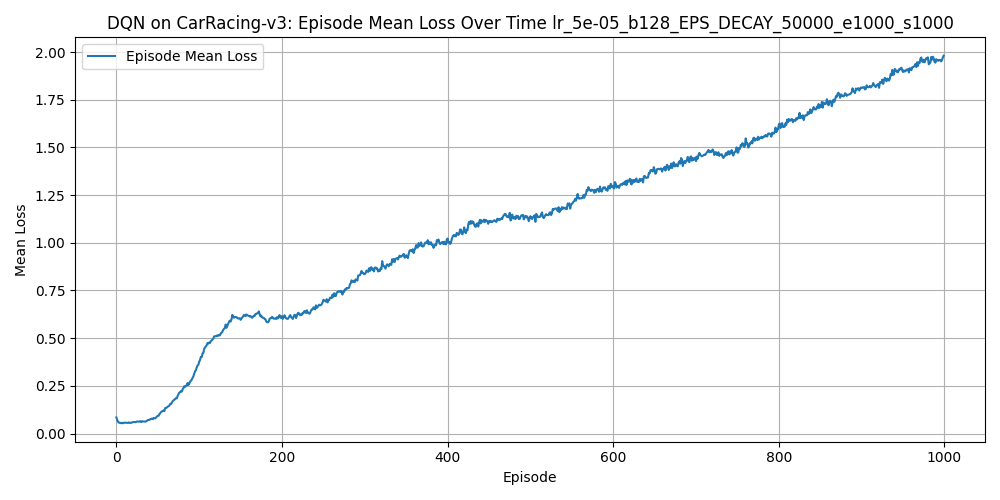 DQN on CarRacing-v3: Episode Mean Loss Over Time lr_5e-05_b128_EPS_DECAY_50000_e1000_s1000
Episode Mean Loss
2.00
1.75
1.50
1.25
1.00
0.75
0.50
0.25
0.00
Mean Loss
0 200 400 600 800 1000
Episode